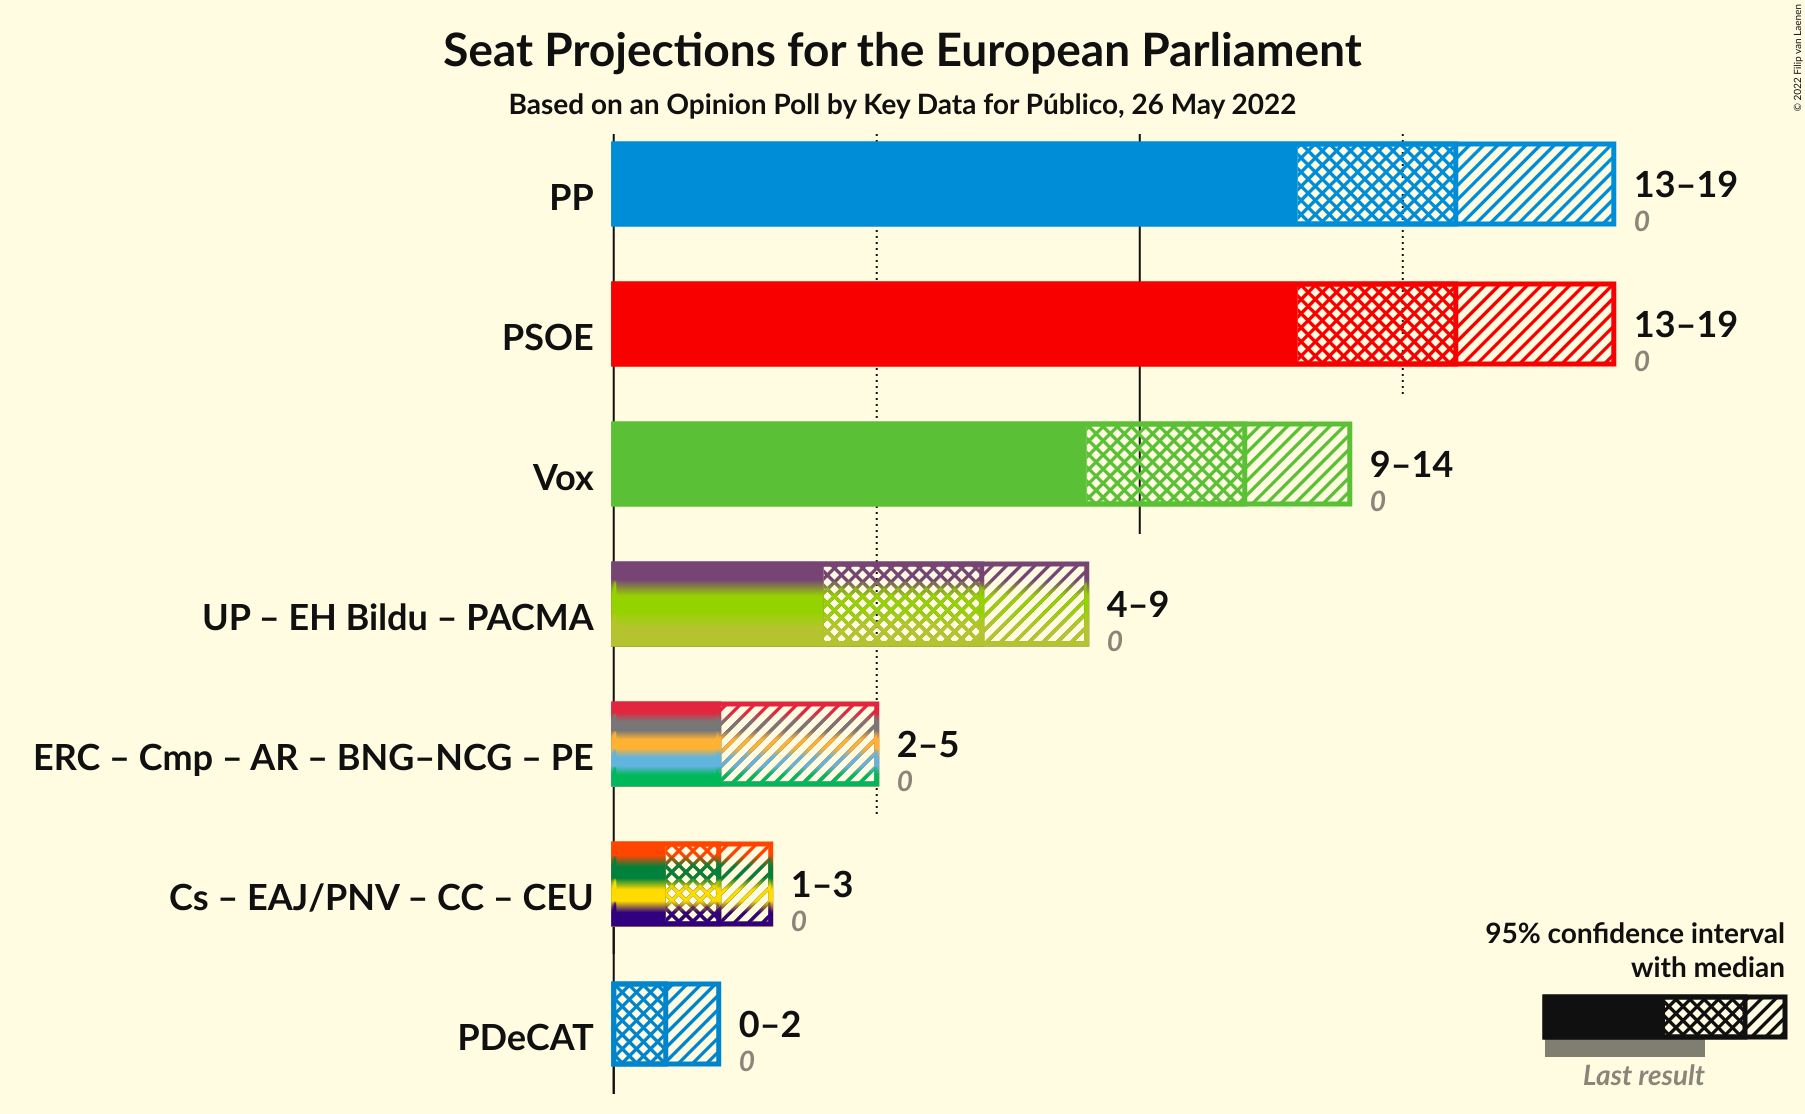 Seat Projections for the European Parliament
Based on an Opinion Poll by Key Data for Público, 26 May 2022
© 2022 Filip van Laenen
PP
13–19
0
PSOE
13–19
0
Vox
9–14
0
UP – EH Bildu – PACMA
4–9
0
ERC – Cmp – AR – BNG–NCG – PE
2–5
0
Cs – EAJ/PNV – CC – CEU
1–3
0
PDeCAT
0–2
0
95% confidence interval
with median
Last result